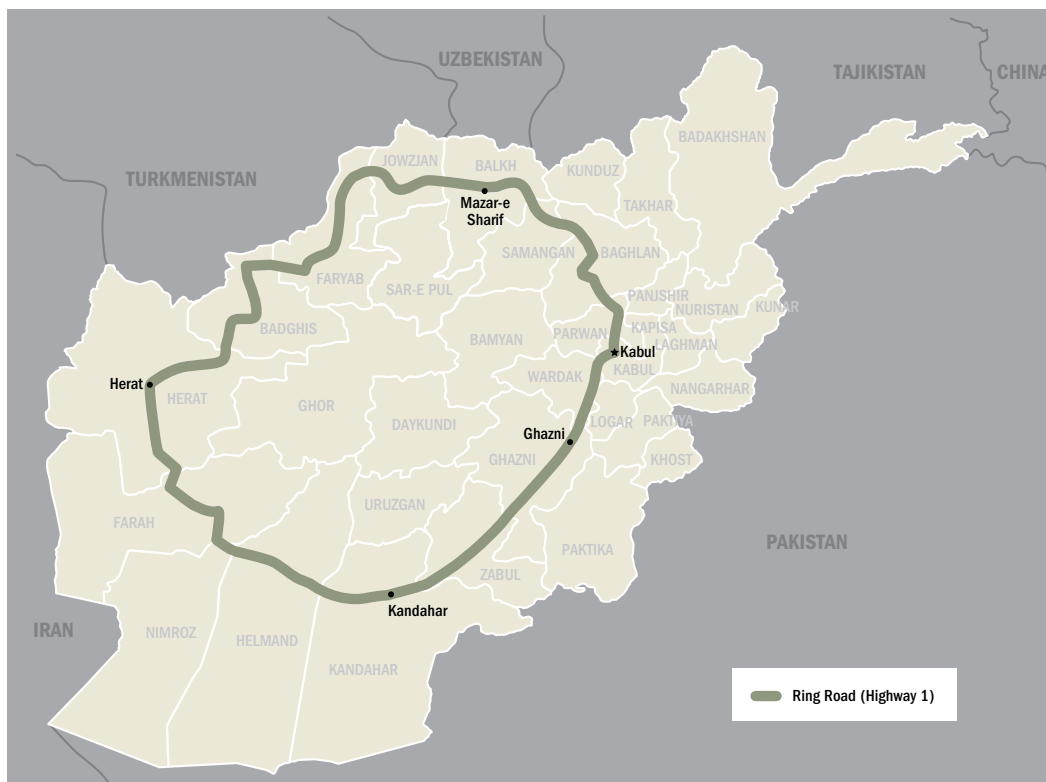 UZBEKISTAN
TAJIKISTAN
CHINA
TURKMENISTAN
BADAKHSHAN
JOWZJAN
BALKH
KUNDUZ
TAKHAR
Mazar-e
Sharif
SAMANGAN
BAGHLAN
FARYAB
SAR-E PUL
PANJSHIR
NURISTAN
KUNAR
BADGHIS
BAMYAN
PARWAN
KAPISA
LAGHMAN
Kabul
KABUL
WARDAK
NANGARHAR
Herat
HERAT
GHOR
DAYKUNDI
LOGAR
PAKTIYA
Ghazni
GHAZNI
KHOST
URUZGAN
FARAH
PAKTIKA
PAKISTAN
ZABUL
Kandahar
IRAN
NIMROZ
HELMAND
KANDAHAR
Ring Road (Highway 1)